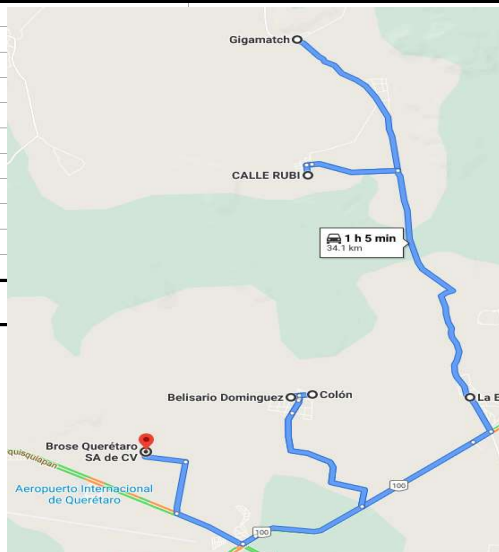 Gigamatch
CALLE RUBI
1 h 5 min
34.1 km
Belisario Dominguez
Colón
La E
Brose Querétaro
SA de CV
quisquiapan
Aeropuerto Internacional
de Querétaro
100
100